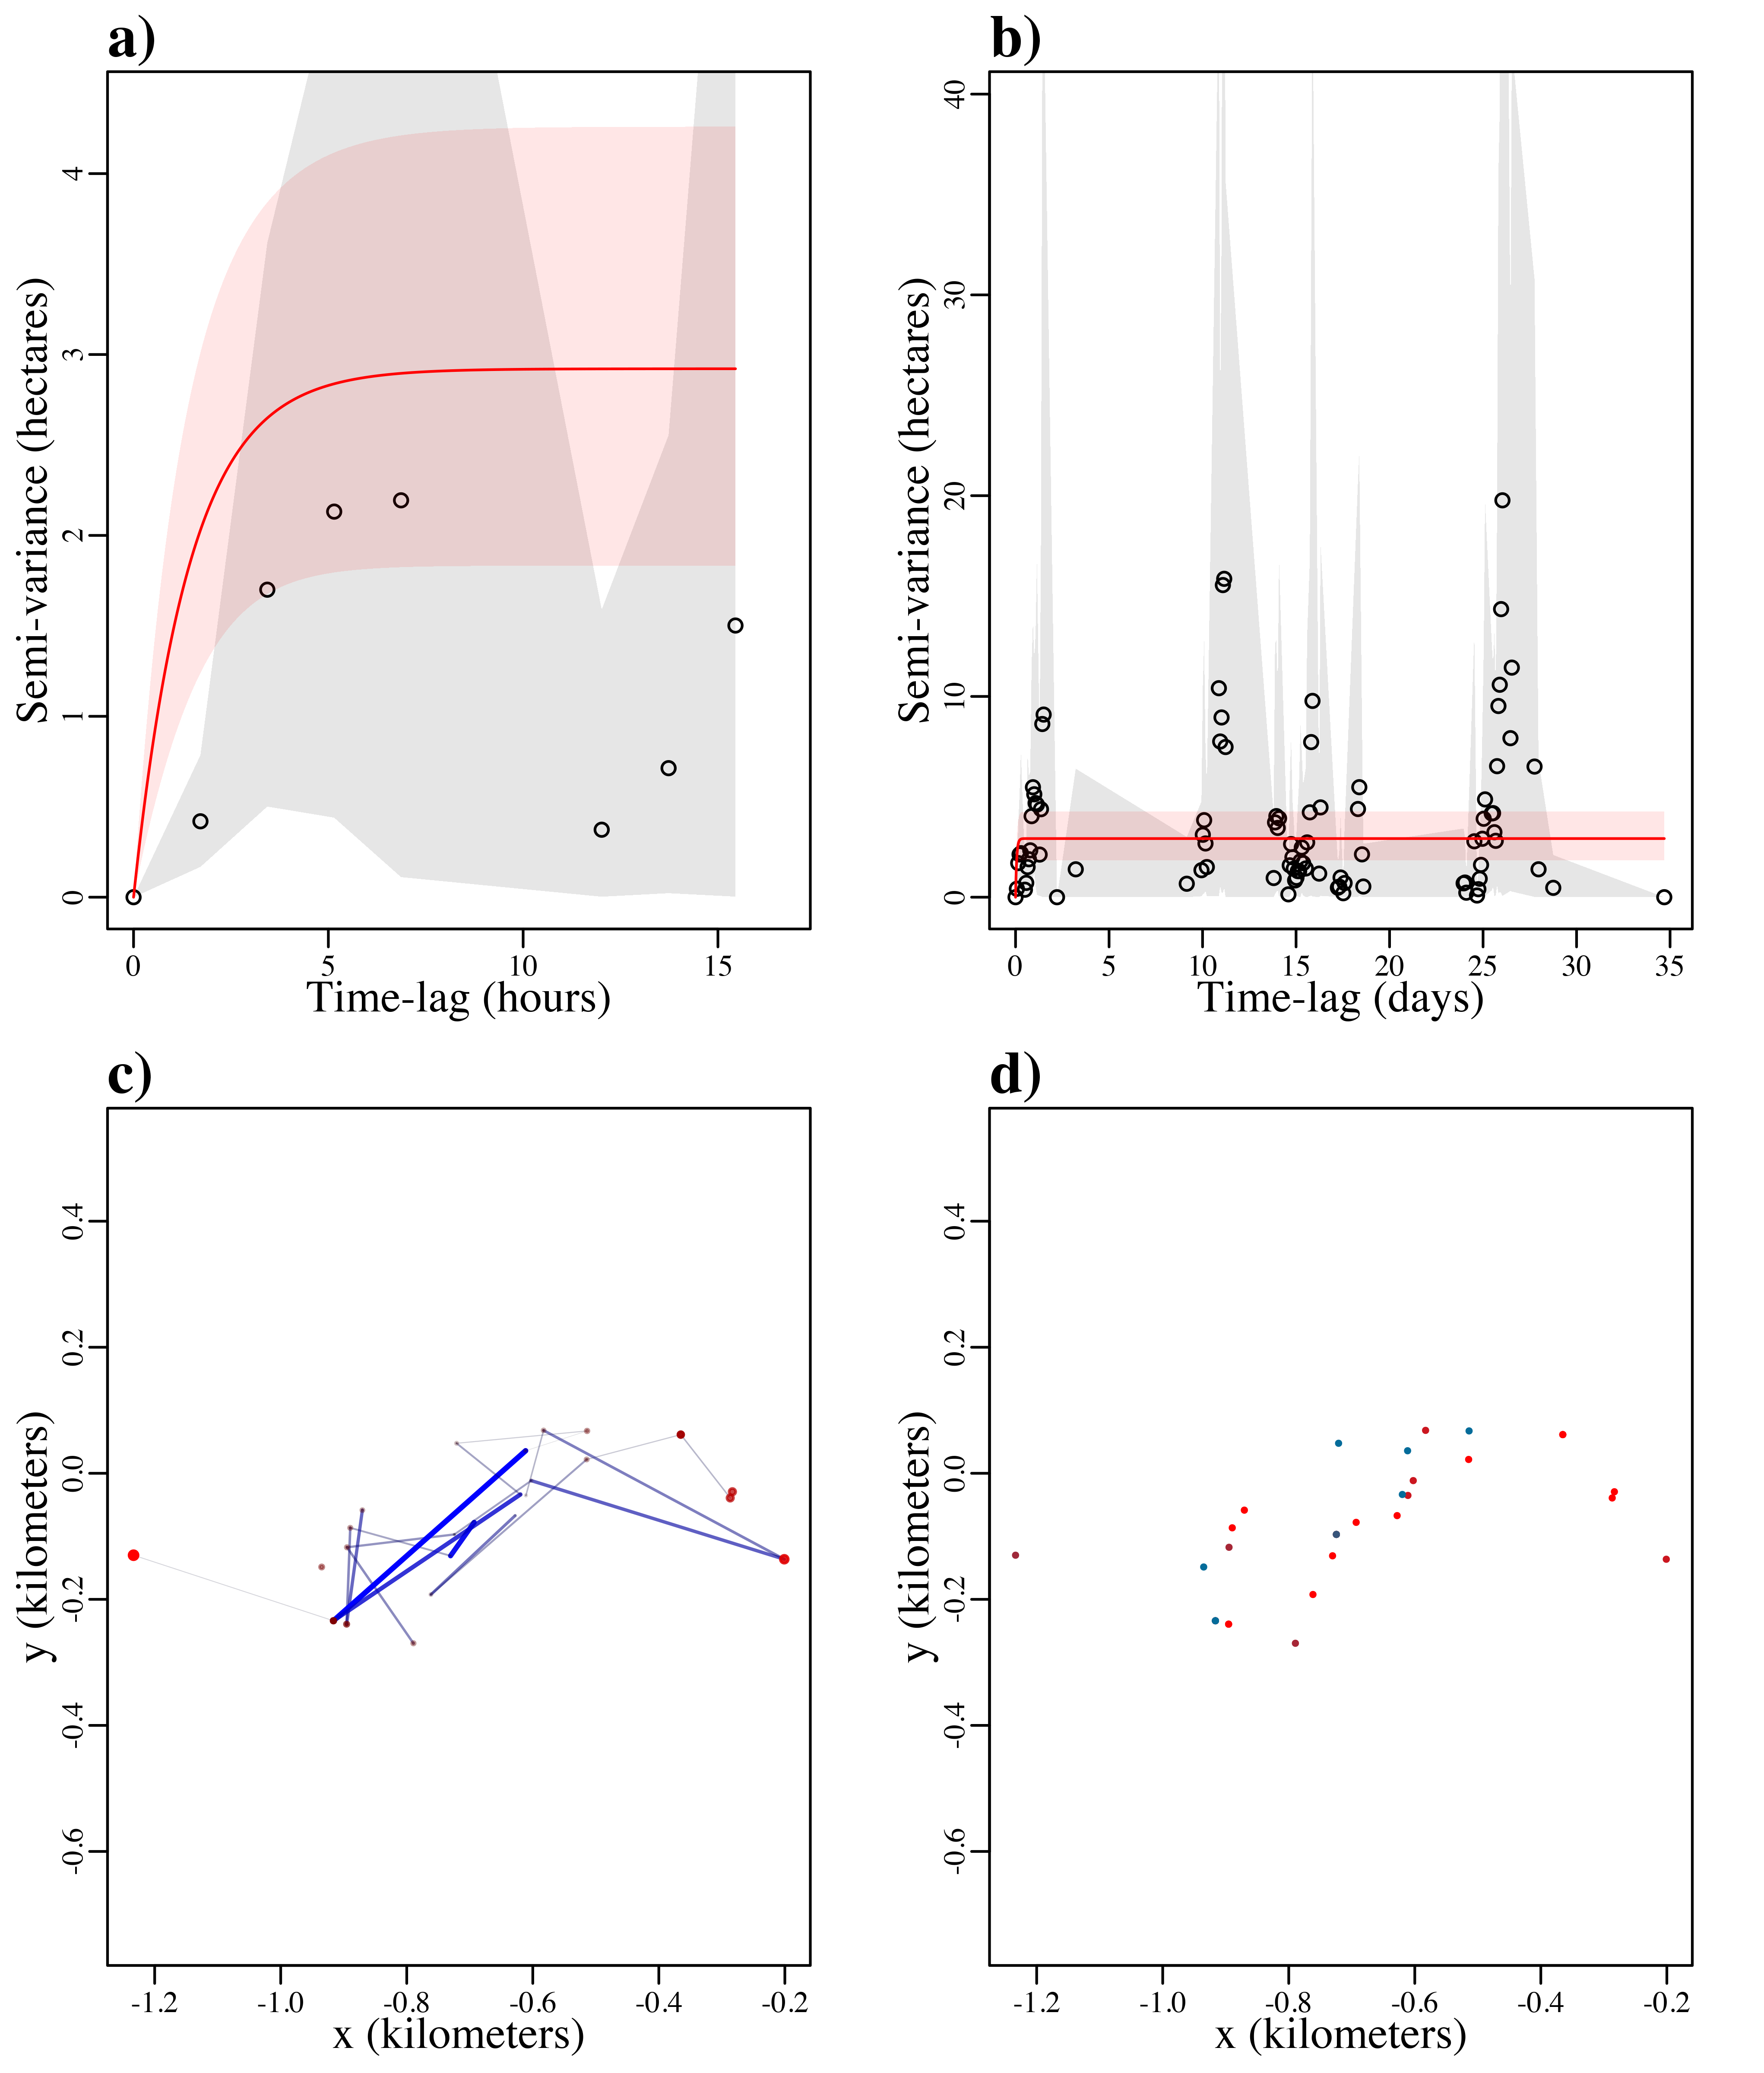 a)
Semi-variance (hectares)
4
3
2
1
0
0 5 10 15
Time-lag (hours)
b)
Semi-variance (hectares)
40
30
20
10
0
0 5 10 15 20 25 30 35
Time-lag (days)
c)
y (kilometers)
0.4
0.2
0.0
-0.2
-0.4
-0.6
-1.2 -1.0 -0.8 -0.6 -0.4 -0.2
x (kilometers)
d)
y (kilometers)
0.4
0.2
0.0
-0.2
-0.4
-0.6
-1.2 -1.0 -0.8 -0.6 -0.4 -0.2
x (kilometers)